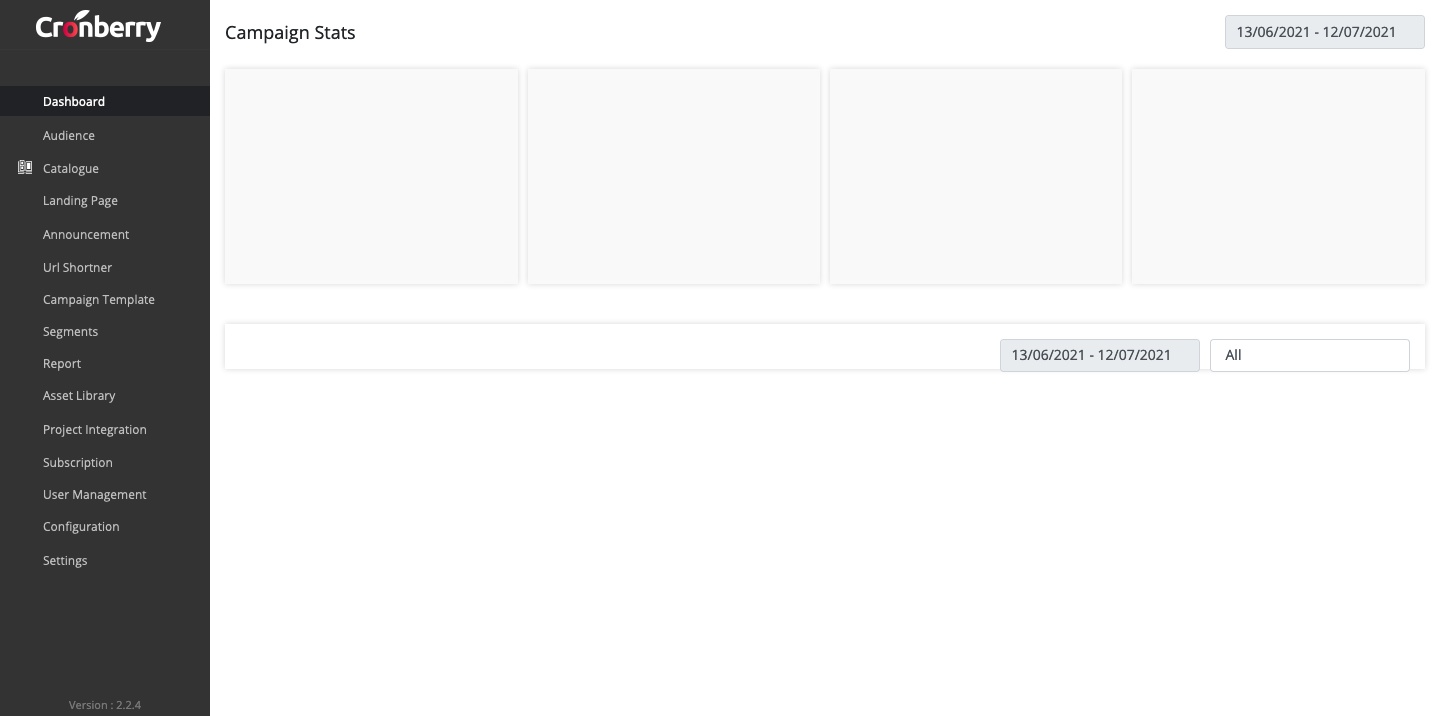 Cronberry
Dashboard
Audience
Catalogue
Landing Page
Announcement
Url Shortner
Campaign Template
Segments
Report
Asset Library
Project Integration
Subscription
User Management
Configuration
Settings
Version : 2.2.4
Campaign Stats
13/06/2021 - 12/07/2021
13/06/2021 - 12/07/2021
All